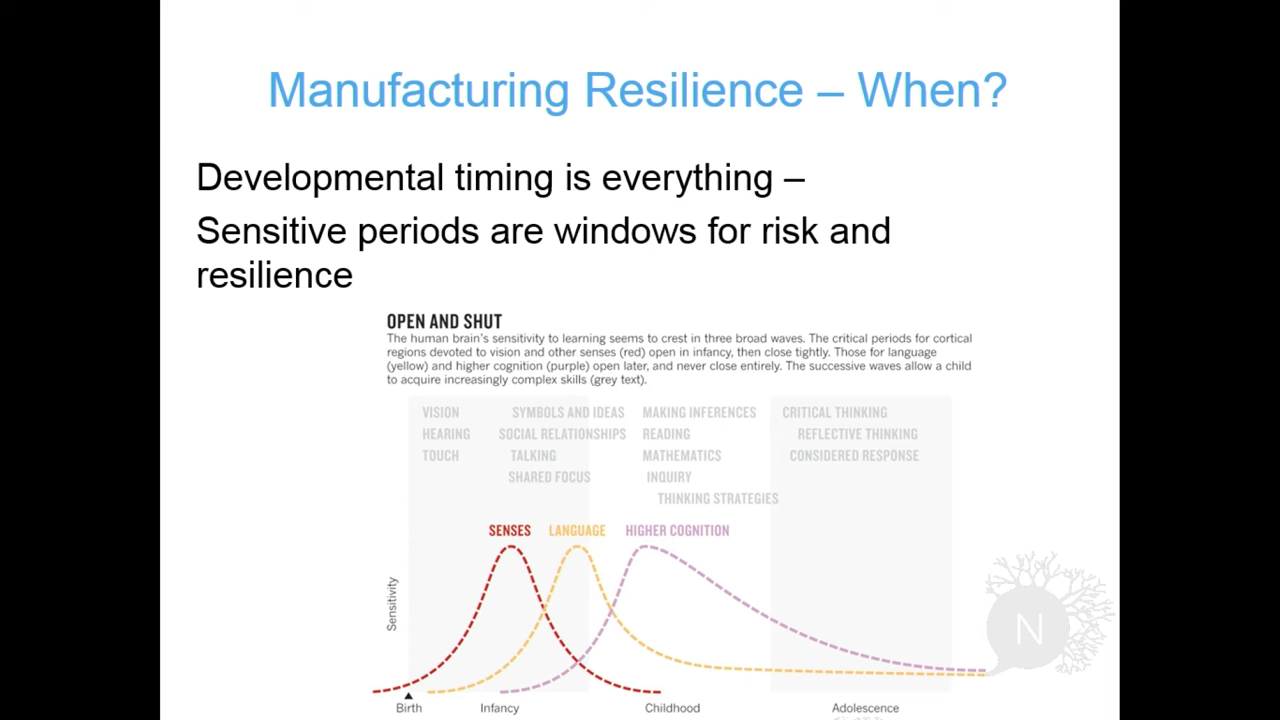 Manufacturing Resilience – When?
Developmental timing is everything –
Sensitive periods are windows for risk and
resilience
OPEN AND SHUT
The human brain's sensitivity to learning seems to crest in three broad waves. The critical periods for cortical
regions devoted to vision and other senses (red) open in infancy, then close tightly. Those for language
(yellow) and higher cognition (purple) open later, and never close entirely. The successive waves allow a child
to acquire increasingly complex skills (grey text).
VISION SYMBOLS AND IDEAS MAKING INFERENCES CRITICAL THINKING
HEARING SOCIAL RELATIONSHIPS READING REFLECTIVE THINKING
TOUCH TALKING MATHEMATICS CONSIDERED RESPONSE
SHARED FOCUS INQUIRY
THINKING STRATEGIES
SENSES LANGUAGE HIGHER COGNITION
Sensitivity
N
Birth Infancy Childhood Adolescence